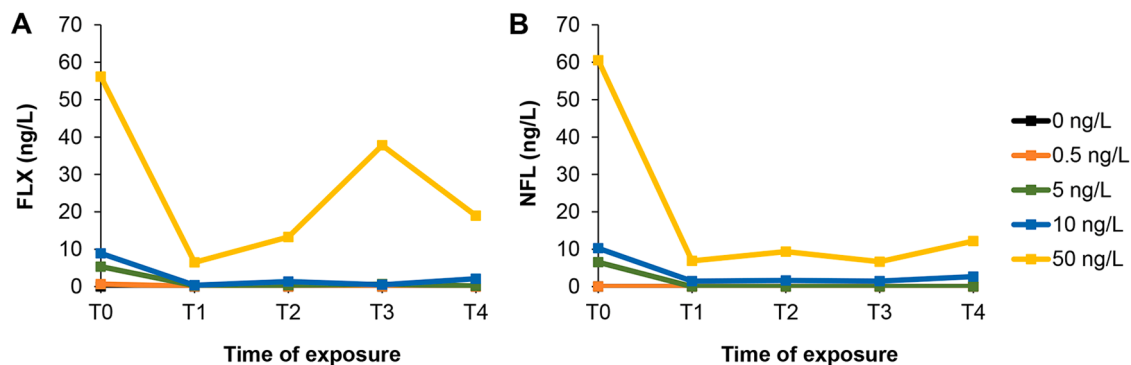 A
FLX (ng/L)
70
60
50
40
30
20
10
0
T0 T1 T2 T3 T4
Time of exposure
B
NFL (ng/L)
70
60
50
40
30
20
10
0
T0 T1 T2 T3 T4
Time of exposure
0 ng/L
0.5 ng/L
5 ng/L
10 ng/L
50 ng/L